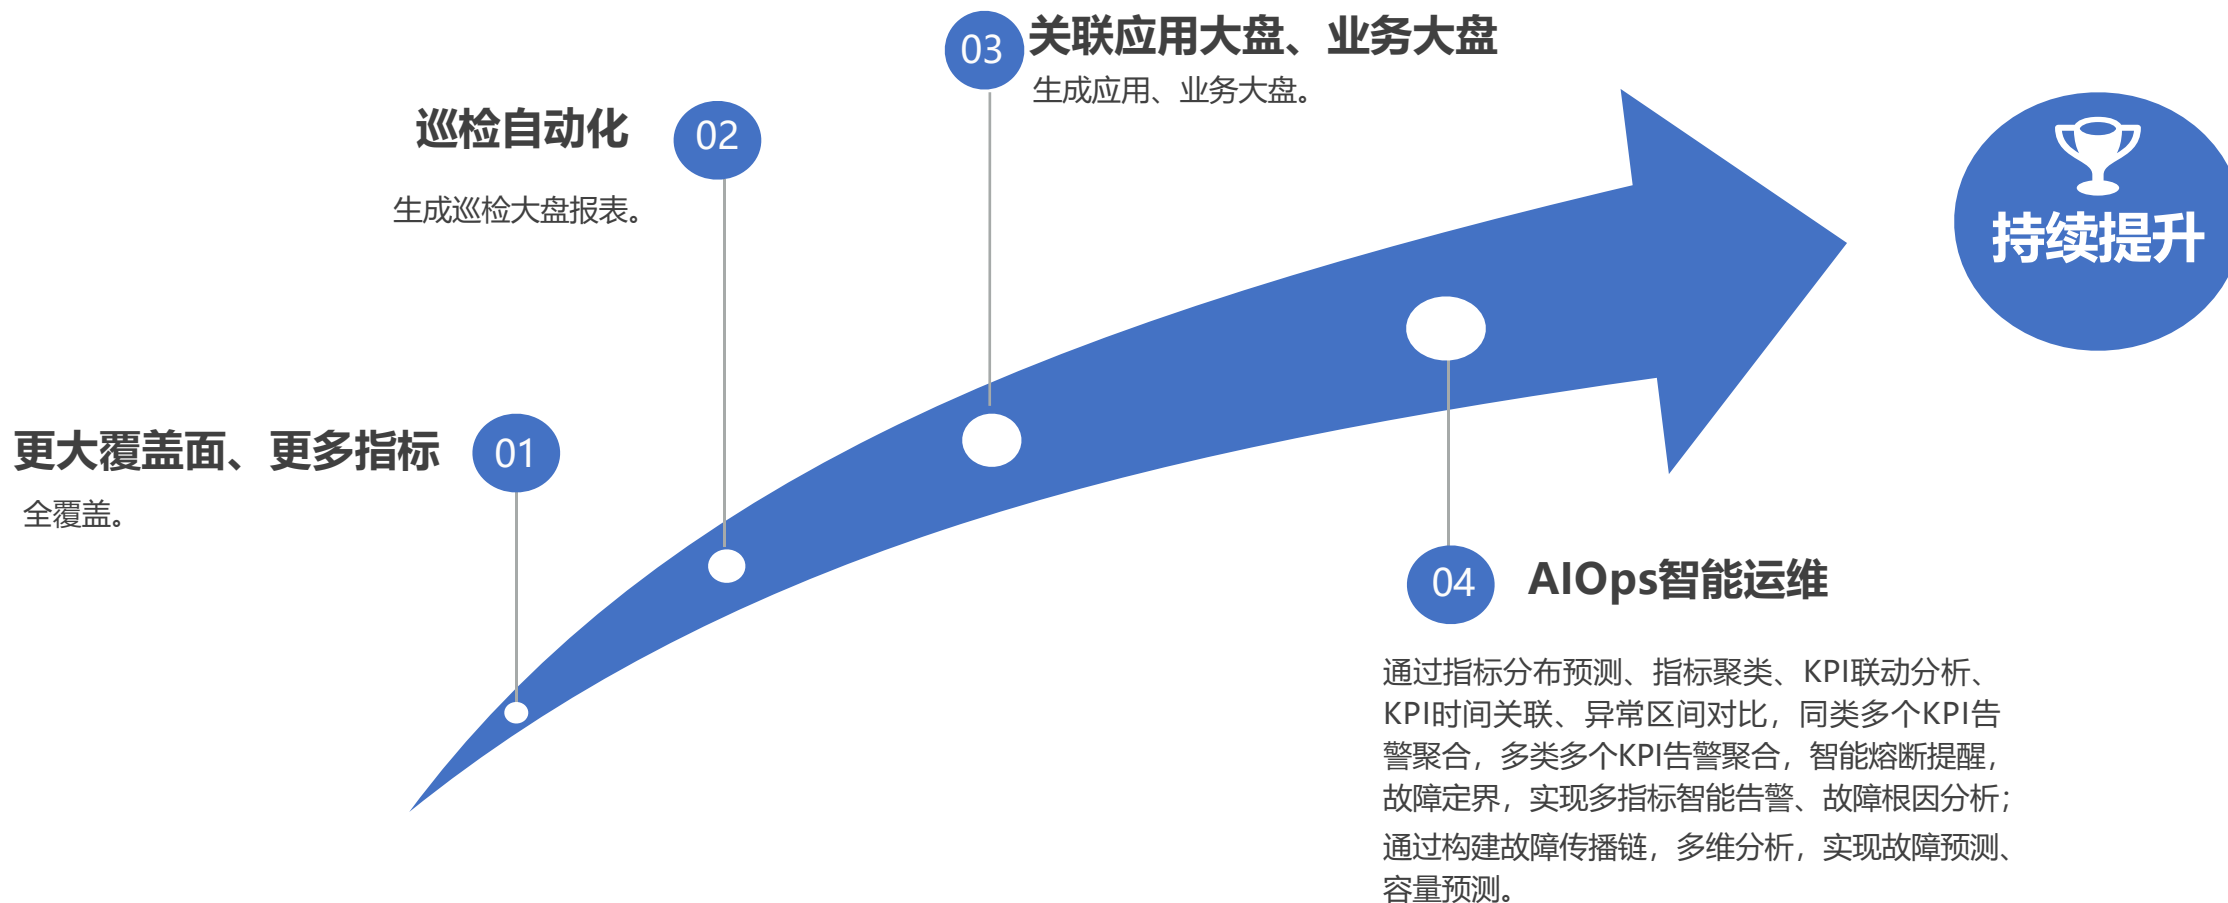 01
更大覆盖面、更多指标
全覆盖。
02
巡检自动化
生成巡检大盘报表。
03
关联应用大盘、业务大盘
生成应用、业务大盘。
04
AIOps智能运维
通过指标分布预测、指标聚类、KPI联动分析、
KPI时间关联、异常区间对比，同类多个KPI告
警聚合，多类多个KPI告警聚合，智能熔断提醒，
故障定界，实现多指标智能告警、故障根因分析；
通过构建故障传播链，多维分析，实现故障预测、
容量预测。
持续提升